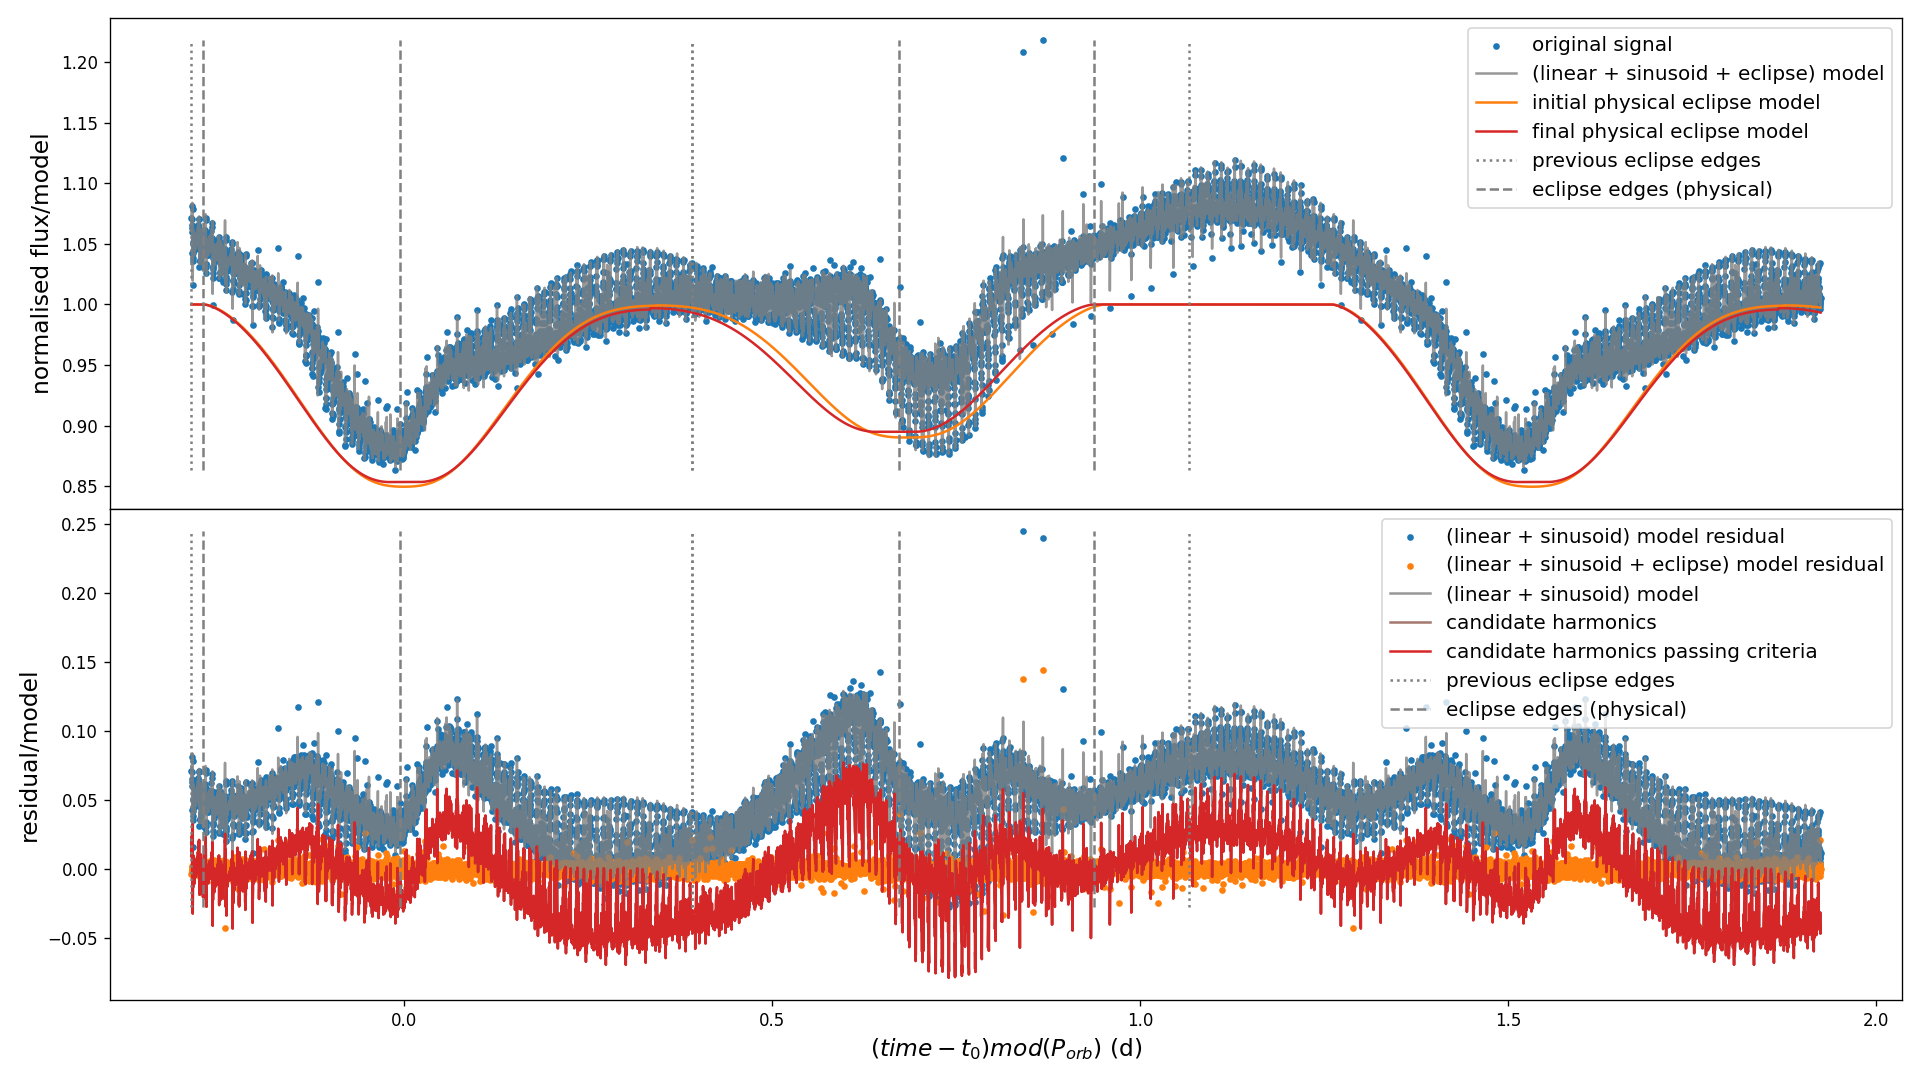 normalised flux/model
1.20
1.15
1.10
1.05
1.00
0.95
0.90
0.85
original signal
(linear + sinusoid + eclipse) model
initial physical eclipse model
final physical eclipse model
previous eclipse edges
eclipse edges (physical)
residual/model
0.25
0.20
0.15
0.10
0.05
0.00
−0.05
(linear + sinusoid) model residual
(linear + sinusoid + eclipse) model residual
(linear + sinusoid) model
candidate harmonics
candidate harmonics passing criteria
previous eclipse edges
eclipse edges (physical)
0.0 0.5 1.0 1.5 2.0
(time − t₀)mod(Pₒᵣb) (d)